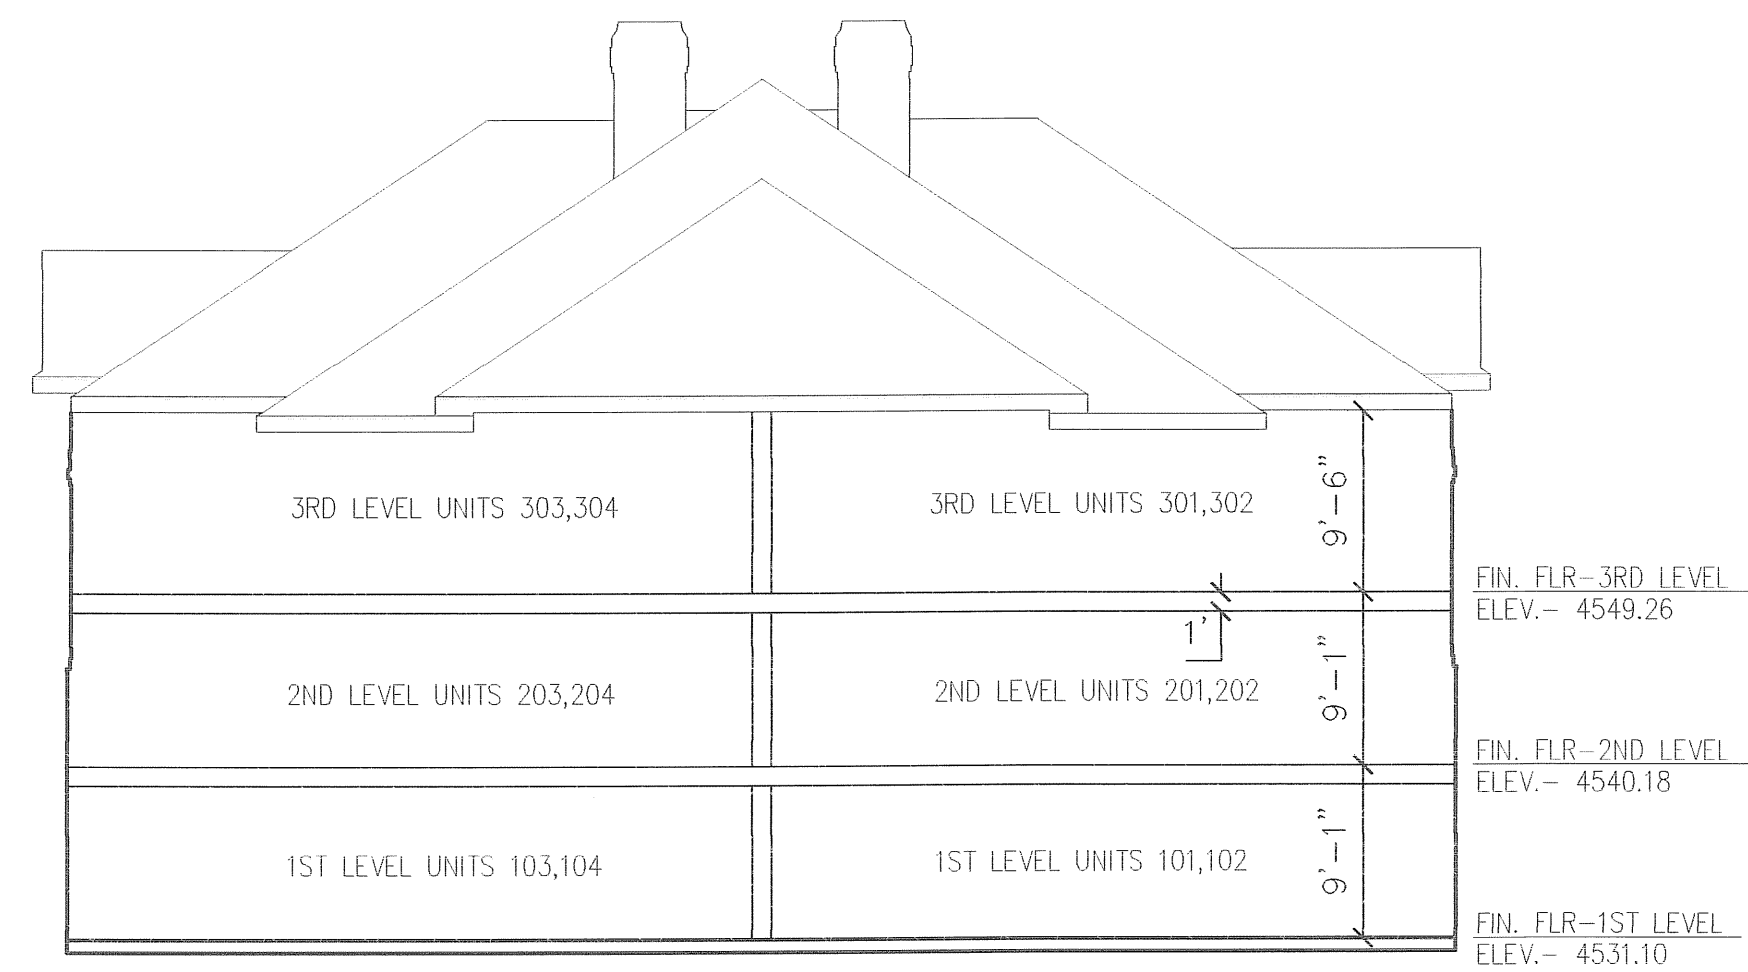 3RD LEVEL UNITS 303,304
3RD LEVEL UNITS 301,302
9'-6"
FIN. FLR-3RD LEVEL
ELEV.- 4549.26
1'
2ND LEVEL UNITS 203,204
2ND LEVEL UNITS 201,202
9'-1"
FIN. FLR-2ND LEVEL
ELEV.- 4540.18
1ST LEVEL UNITS 103,104
1ST LEVEL UNITS 101,102
9'-1"
FIN. FLR-1ST LEVEL
ELEV.- 4531.10